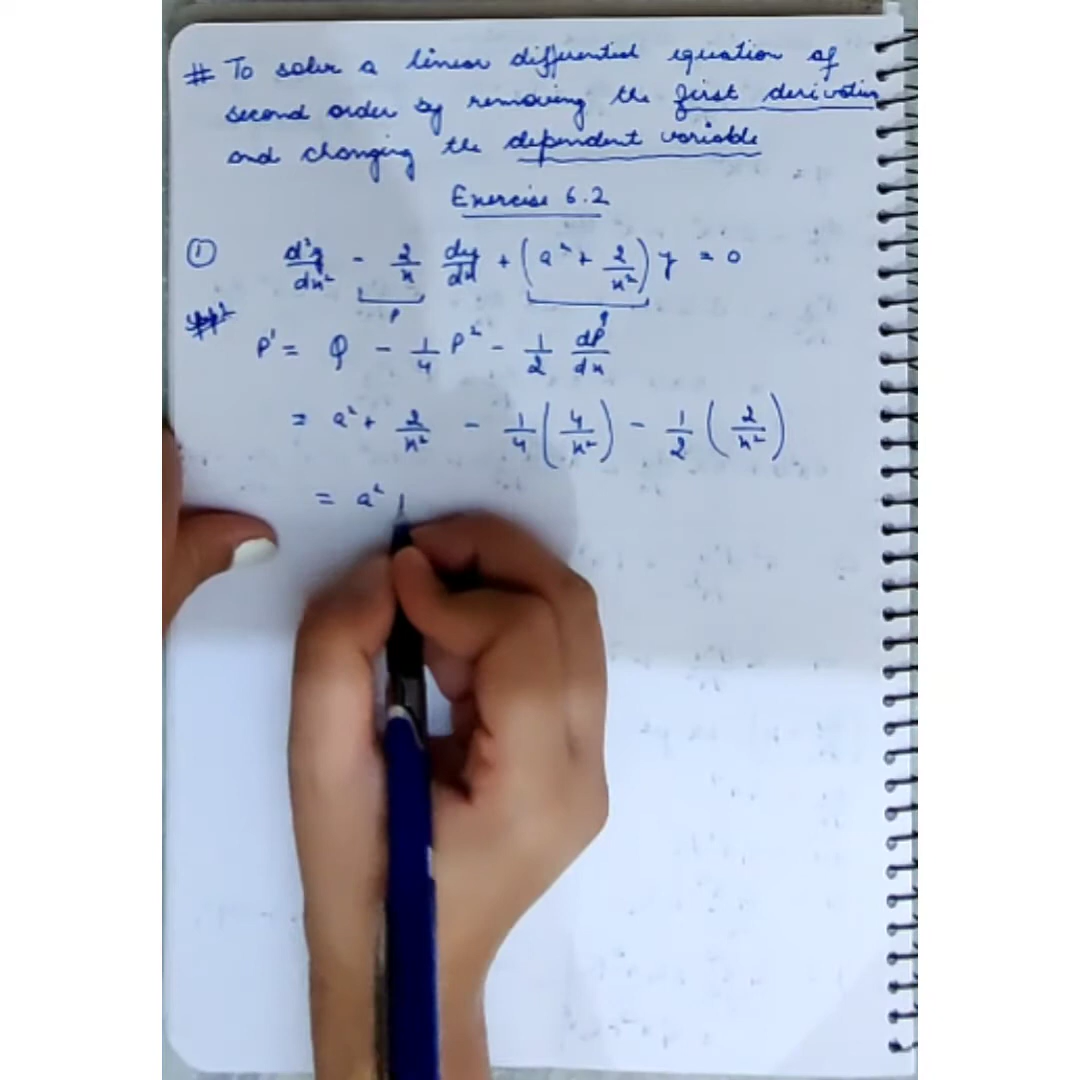 # To solve a linear differential equation of
second order by removing the first derivative
and changing the dependent variable
Exercise 6.2
① d²y/dx² - 2/x dy/dx + (a² + 2/x²) y = 0
P Q
P' = Q - 1/4 P² - 1/2 dP/dx
= a² + 2/x² - 1/4 (4/x²) - 1/2 (2/x²)
= a²